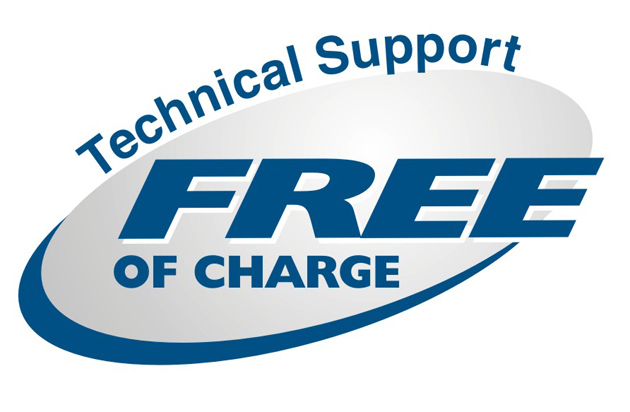 Technical Support
FREE
OF CHARGE